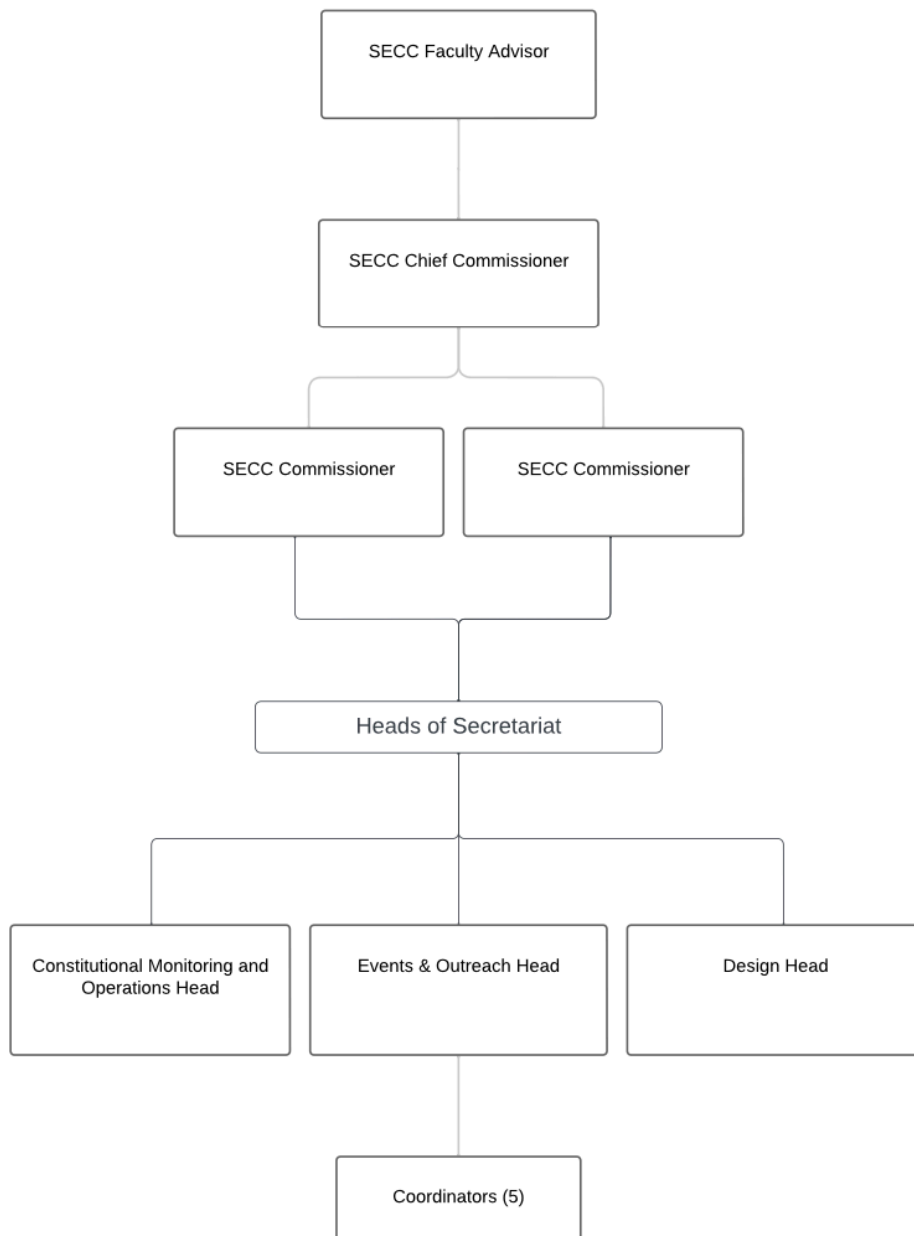 SECC Faculty Advisor
SECC Chief Commissioner
SECC Commissioner
SECC Commissioner
Heads of Secretariat
Constitutional Monitoring and
Operations Head
Events & Outreach Head
Design Head
Coordinators (5)